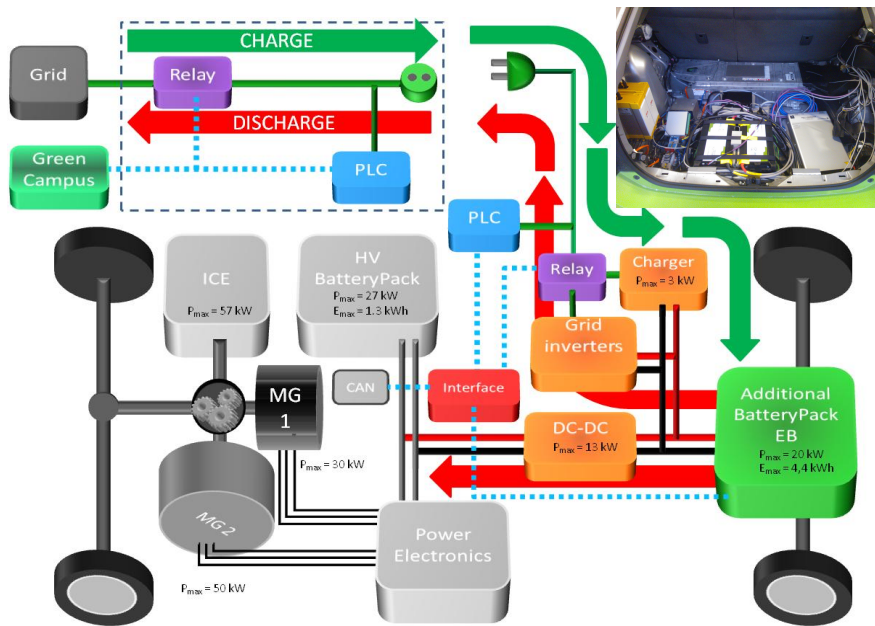 CHARGE
Grid
Relay
DISCHARGE
Green
Campus
PLC
PLC
ICE
Pmax = 57 kW
HV
BatteryPack
Pmax = 27 kW
Emax = 1.3 kWh
Relay
Charger
Pmax = 3 kW
Grid
inverters
CAN
Interface
MG
1
DC-DC
Pmax = 13 kW
Additional
BatteryPack
EB
Pmax = 20 kW
Emax = 4,4 kWh
Pmax = 30 kW
MG 2
Power
Electronics
Pmax = 50 kW